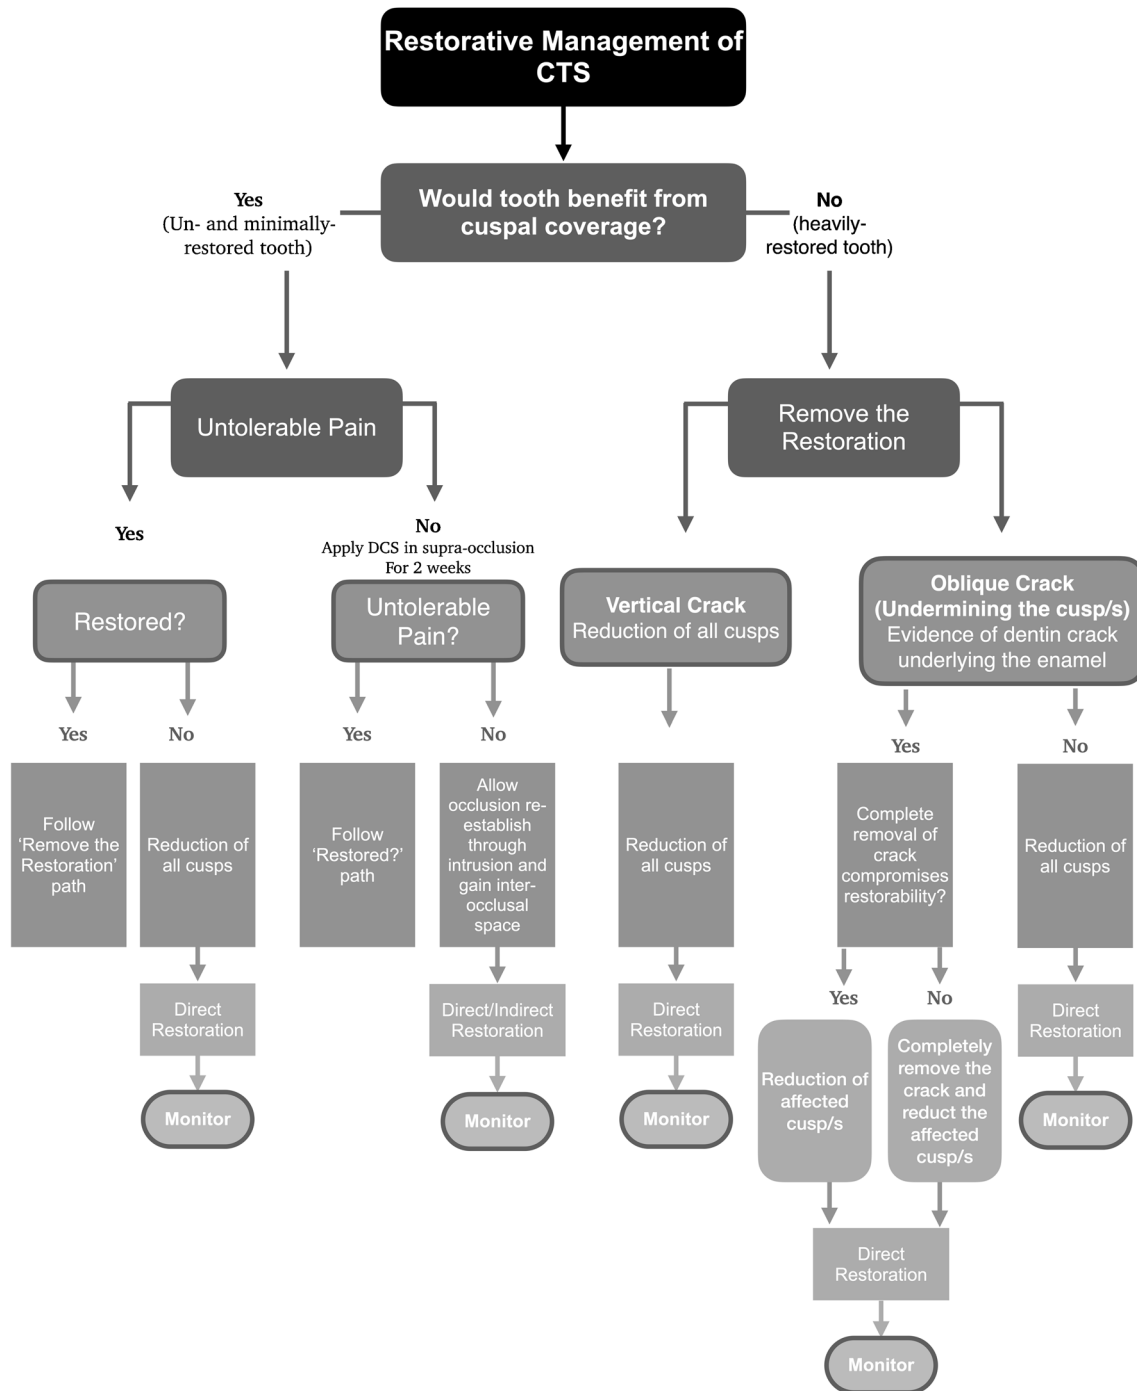 Restorative Management of
CTS
Would tooth benefit from
cuspal coverage?
Yes
(Un- and minimally-
restored tooth)
No
(heavily-
restored tooth)
Untolerable Pain
Remove the
Restoration
Yes
No
Apply DCS in supra-occlusion
For 2 weeks
Restored?
Untolerable
Pain?
Vertical Crack
Reduction of all cusps
Oblique Crack
(Undermining the cusp/s)
Evidence of dentin crack
underlying the enamel
Yes
No
Yes
No
Yes
No
Follow
'Remove the
Restoration'
path
Reduction of
all cusps
Follow
'Restored?'
path
Allow
occlusion re-
establish
through
intrusion and
gain inter-
occlusal
space
Reduction of
all cusps
Complete
removal of
crack
compromises
restorability?
Reduction of
all cusps
Direct
Restoration
Direct/Indirect
Restoration
Direct
Restoration
Yes
No
Direct
Restoration
Monitor
Monitor
Monitor
Reduction of
affected
cusp/s
Completely
remove the
crack and
reduct the
affected
cusp/s
Monitor
Direct
Restoration
Monitor